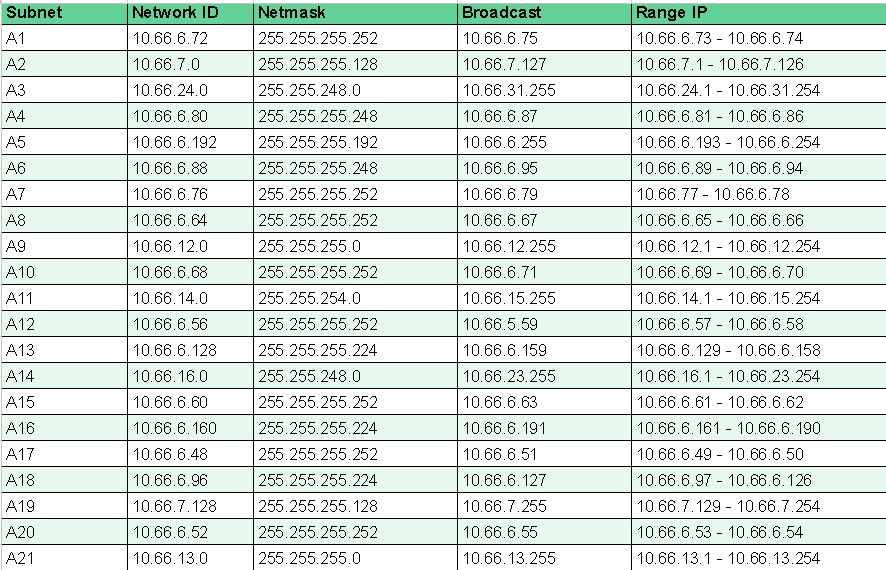 Subnet Network ID Netmask Broadcast Range IP
A1 10.66.6.72 255.255.255.252 10.66.6.75 10.66.6.73 - 10.66.6.74
A2 10.66.7.0 255.255.255.128 10.66.7.127 10.66.7.1 - 10.66.7.126
A3 10.66.24.0 255.255.248.0 10.66.31.255 10.66.24.1 - 10.66.31.254
A4 10.66.6.80 255.255.255.248 10.66.6.87 10.66.6.81 - 10.66.6.86
A5 10.66.6.192 255.255.255.192 10.66.6.255 10.66.6.193 - 10.66.6.254
A6 10.66.6.88 255.255.255.248 10.66.6.95 10.66.6.89 - 10.66.6.94
A7 10.66.6.76 255.255.255.252 10.66.6.79 10.66.77 - 10.66.6.78
A8 10.66.6.64 255.255.255.252 10.66.6.67 10.66.6.65 - 10.66.6.66
A9 10.66.12.0 255.255.255.0 10.66.12.255 10.66.12.1 - 10.66.12.254
A10 10.66.6.68 255.255.255.252 10.66.6.71 10.66.6.69 - 10.66.6.70
A11 10.66.14.0 255.255.254.0 10.66.15.255 10.66.14.1 - 10.66.15.254
A12 10.66.6.56 255.255.255.252 10.66.5.59 10.66.6.57 - 10.66.6.58
A13 10.66.6.128 255.255.255.224 10.66.6.159 10.66.6.129 - 10.66.6.158
A14 10.66.16.0 255.255.248.0 10.66.23.255 10.66.16.1 - 10.66.23.254
A15 10.66.6.60 255.255.255.252 10.66.6.63 10.66.6.61 - 10.66.6.62
A16 10.66.6.160 255.255.255.224 10.66.6.191 10.66.6.161 - 10.66.6.190
A17 10.66.6.48 255.255.255.252 10.66.6.51 10.66.6.49 - 10.66.6.50
A18 10.66.6.96 255.255.255.224 10.66.6.127 10.66.6.97 - 10.66.6.126
A19 10.66.7.128 255.255.255.128 10.66.7.255 10.66.7.129 - 10.66.7.254
A20 10.66.6.52 255.255.255.252 10.66.6.55 10.66.6.53 - 10.66.6.54
A21 10.66.13.0 255.255.255.0 10.66.13.255 10.66.13.1 - 10.66.13.254